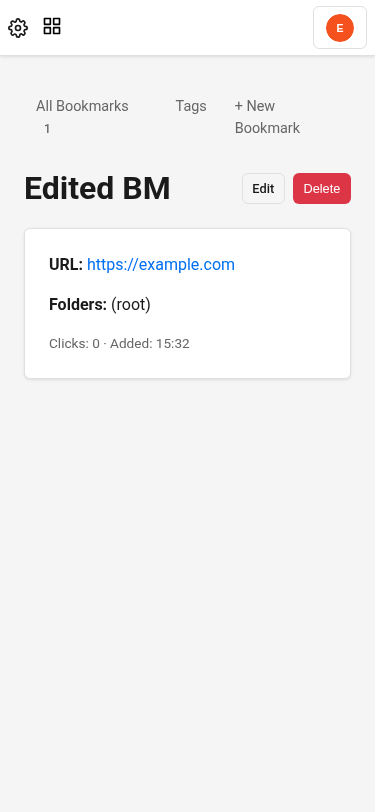 E
All Bookmarks
1
Tags
+ New
Bookmark
Edited BM
Edit
Delete
URL: https://example.com
Folders: (root)
Clicks: 0 · Added: 15:32